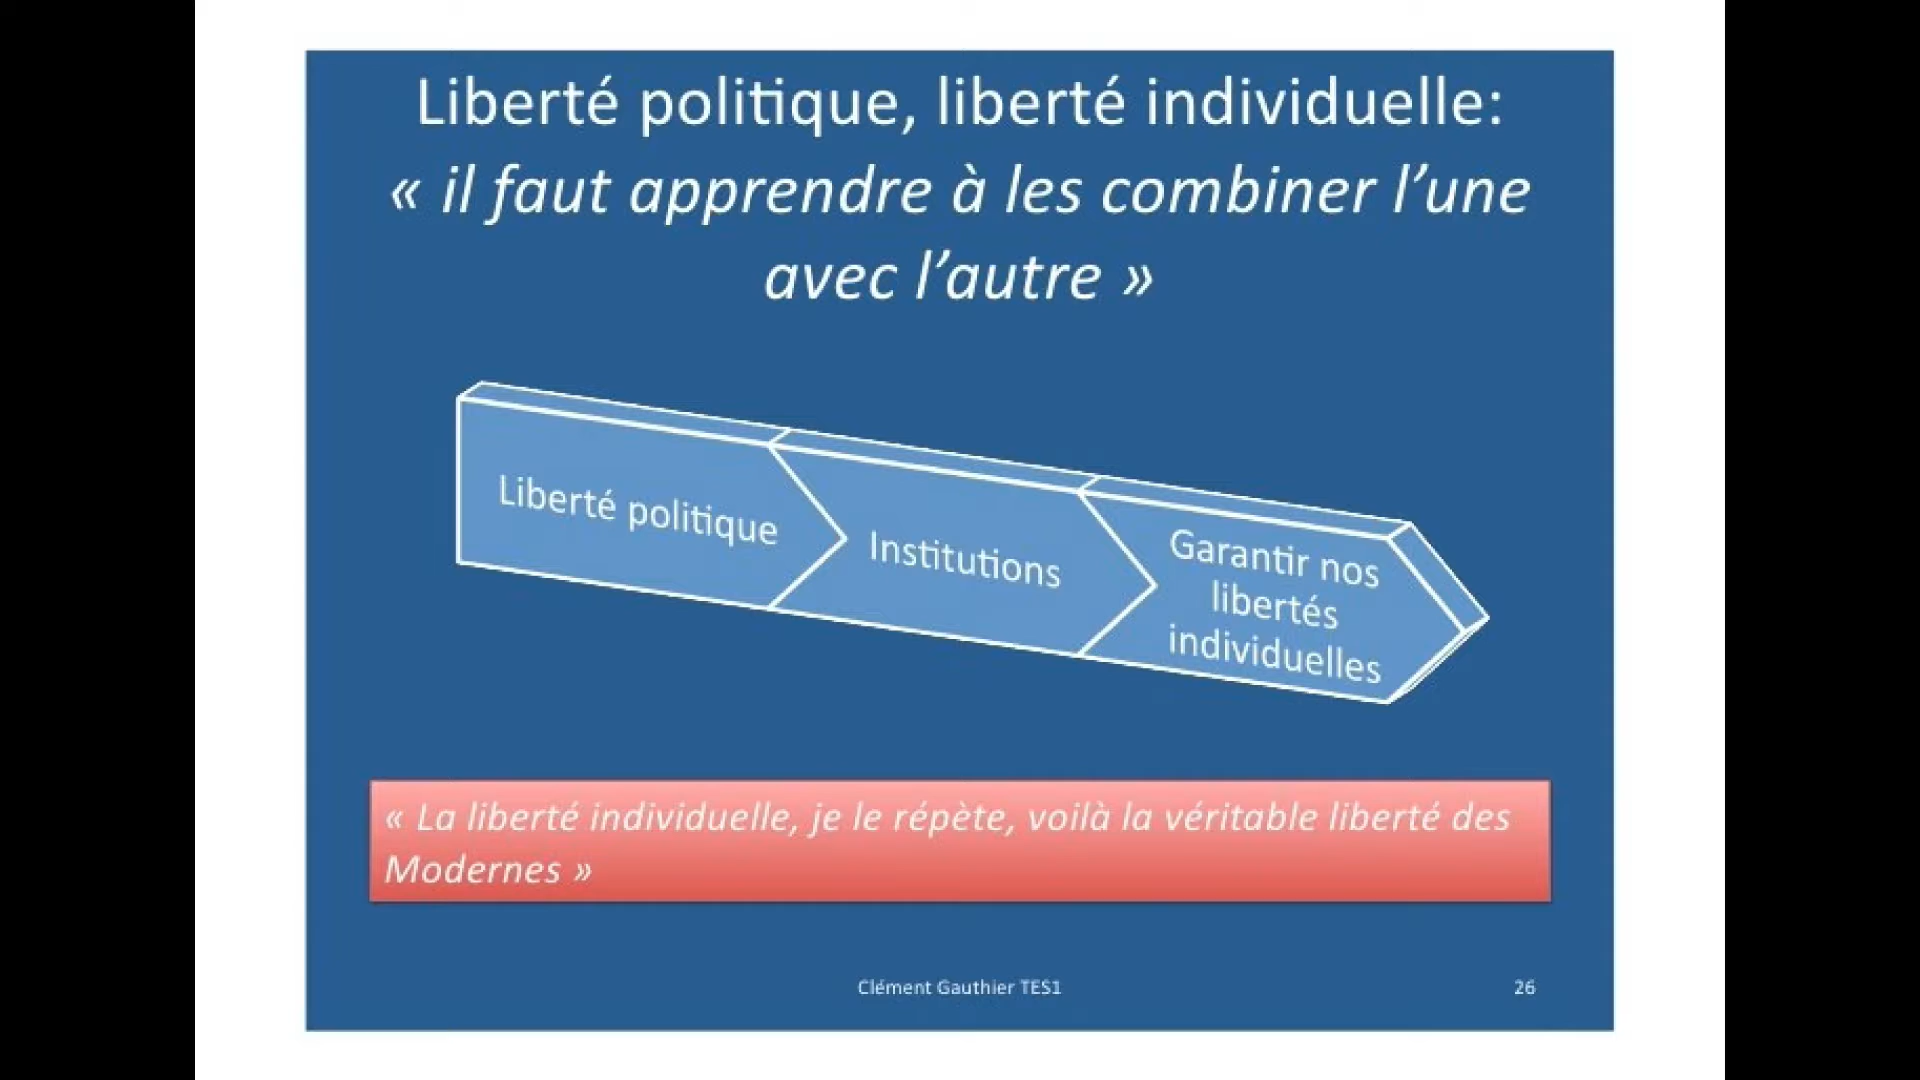 Liberté politique, liberté individuelle:
« il faut apprendre à les combiner l’une
avec l’autre »
Liberté politique
Institutions
Garantir nos
libertés
individuelles
« La liberté individuelle, je le répète, voilà la véritable liberté des
Modernes »
Clément Gauthier TES1
26